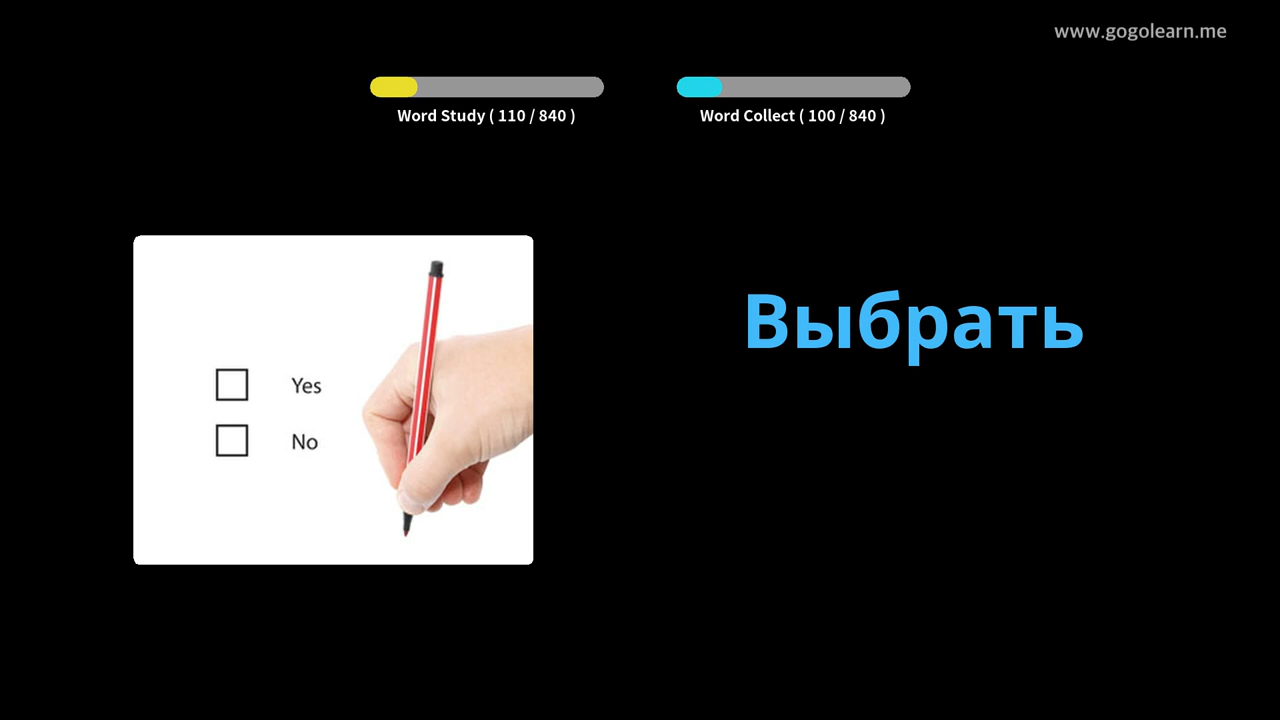 www.gogolearn.me
Word Study ( 110 / 840 )
Word Collect ( 100 / 840 )
Выбрать
Yes
No